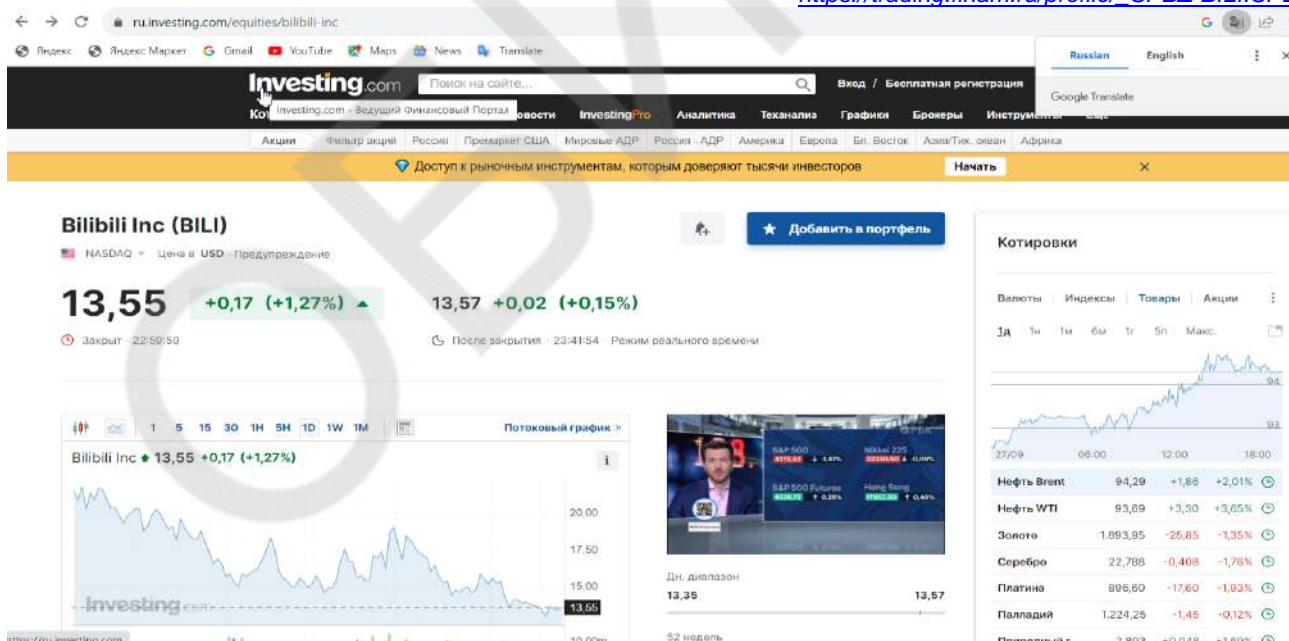 ru.investing.com/equities/bilibili-inc
Яндекс Яндекс Маркет Gmail YouTube Maps News Translate
Russian English
Google Translate
Investing.com Поиск на сайте... Вход / Бесплатная регистрация
Investing.com - Ведущий Финансовый Портал
InvestingPro Аналитика Теханализ Графики Брокеры
Акции Фильтр акций Россия Премаркет США Мировые АДР Россия - АДР Америка Европа Бл. Восток Азия/Тих. океан Африка
Доступ к рыночным инструментам, которым доверяют тысячи инвесторов Начать
Bilibili Inc (BILI)
Добавить в портфель
NASDAQ Цена в USD · Предупреждение
13,55 +0,17 (+1,27%) 13,57 +0,02 (+0,15%)
Закрыт · 22:59:59 После закрытия · 23:41:54 · Режим реального времени
1 5 15 30 1H 5H 1D 1W 1M Потоковый график »
Bilibili Inc 13,55 +0,17 (+1,27%)
20,00
17,50
15,00
13,55
Investing.com
S&P 500 Nikkei 225
S&P 500 Futures Hang Seng
Дн. диапазон
13,35 13,57
52 недель
Котировки
Валюты Индексы Товары Акции
1д 1н 1м 6м 1г 5л Макс.
94
93
27/09 06:00 12:00 18:00
Нефть Brent 94,29 +1,86 +2,01%
Нефть WTI 93,69 +3,30 +3,65%
Золото 1.893,95 -25,85 -1,35%
Серебро 22,788 -0,408 -1,76%
Платина 896,60 -17,60 -1,93%
Палладий 1.224,25 -1,45 -0,12%